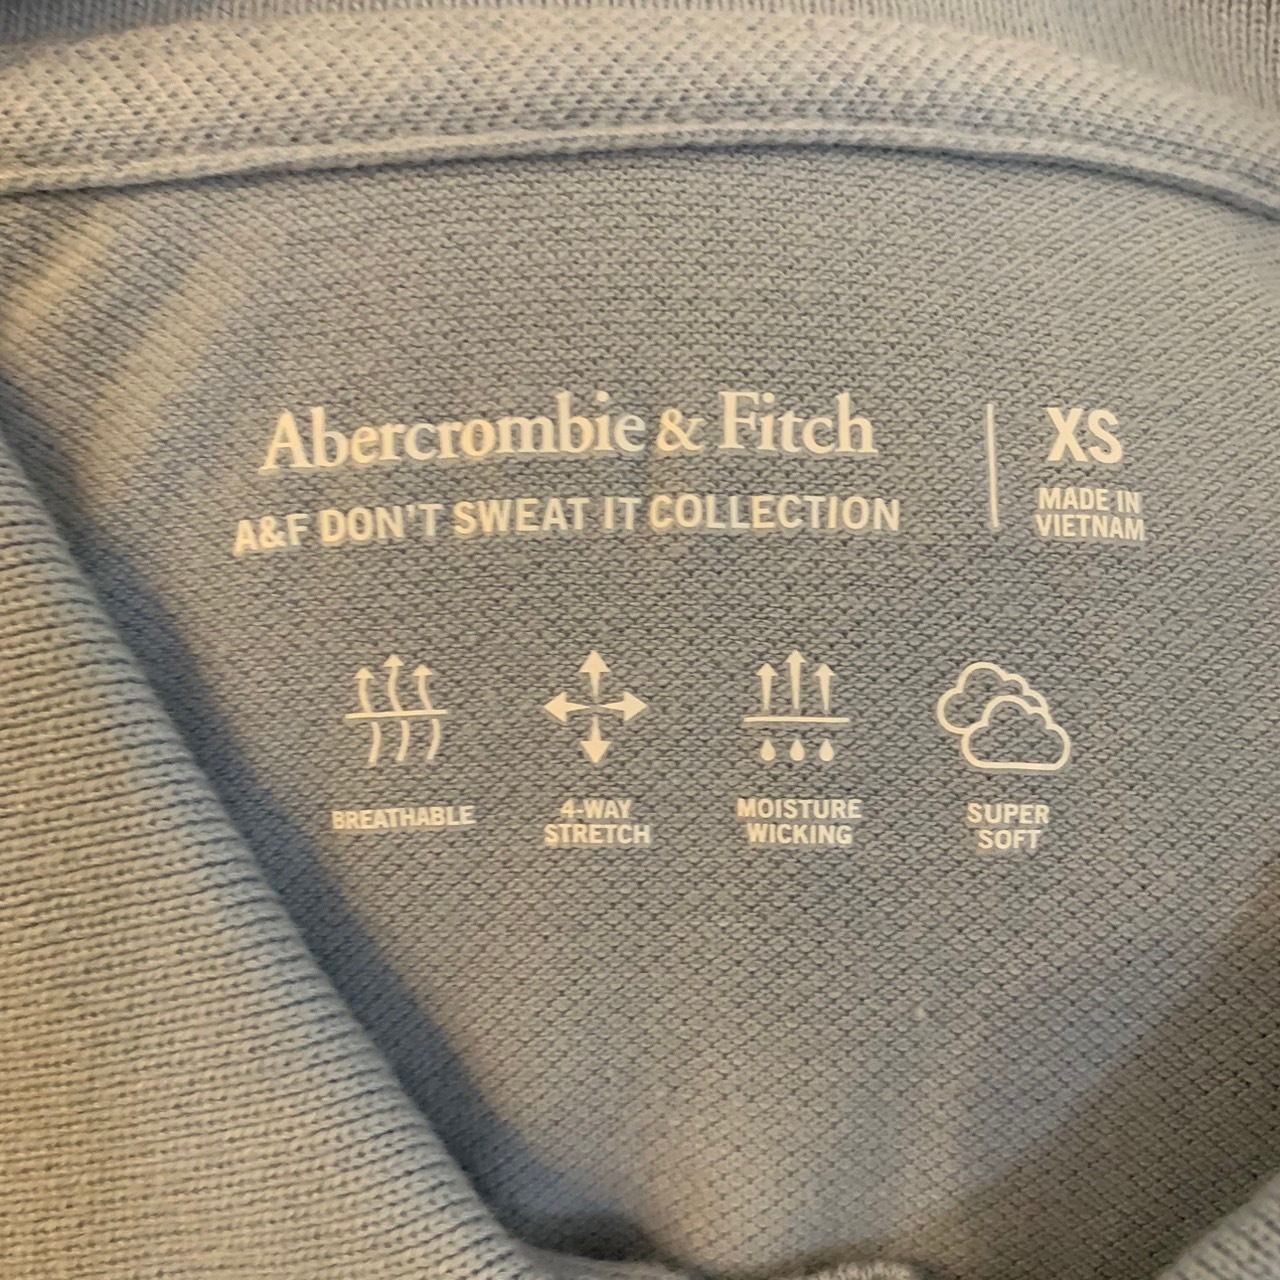 Abercrombie & Fitch
A&F DON'T SWEAT IT COLLECTION
XS
MADE IN
VIETNAM
BREATHABLE
4-WAY
STRETCH
MOISTURE
WICKING
SUPER
SOFT